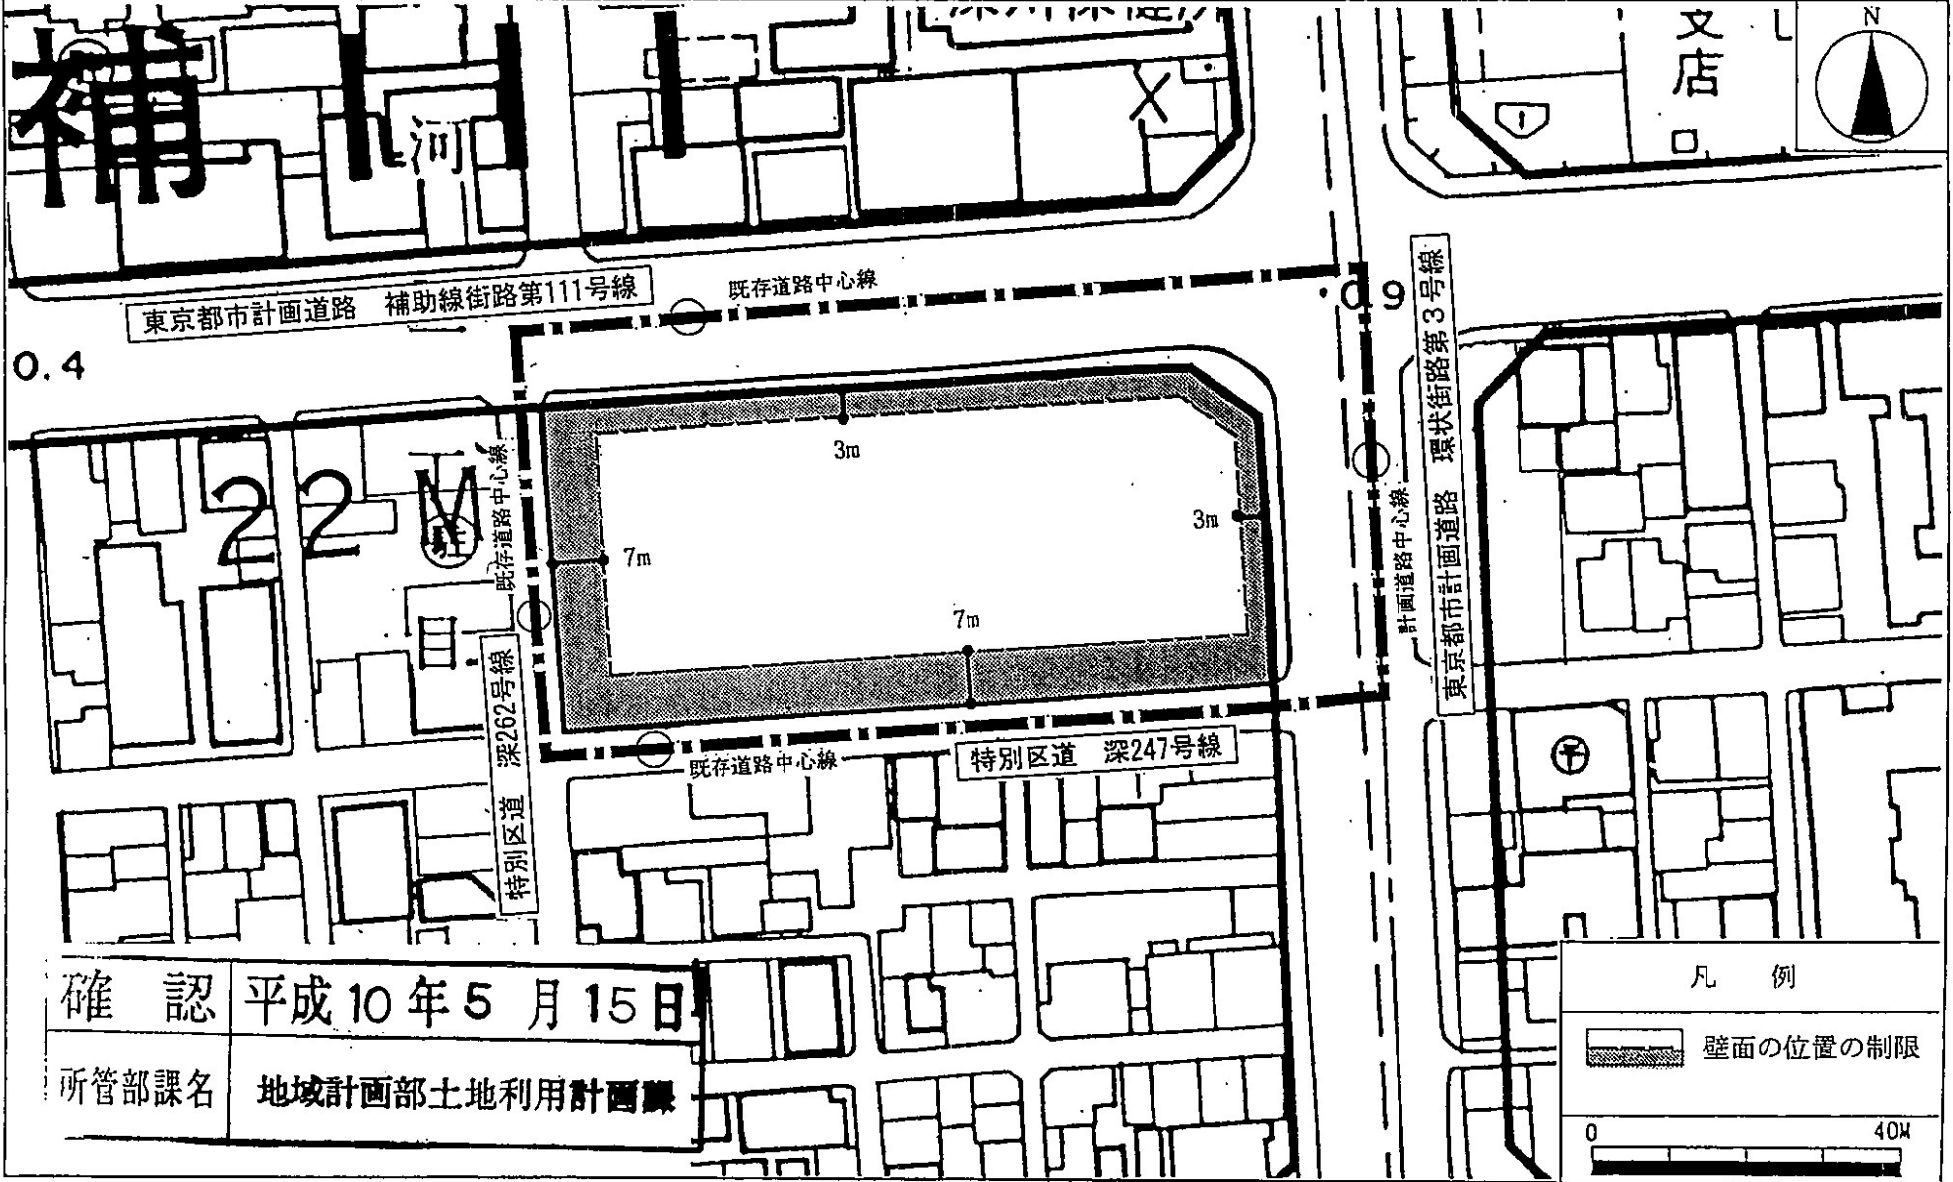 支店
N
河
東京都市計画道路 補助線街路第111号線
既存道路中心線
0.4
3m
3m
7m
7m
22
既存道路中心線
特別区道 深262号線
計画道路中心線
東京都市計画道路 環状街路第3号線
既存道路中心線
特別区道 深247号線
確認 平成10年5月15日
所管部課名 地域計画部土地利用計画課
凡例
壁面の位置の制限
0 40M